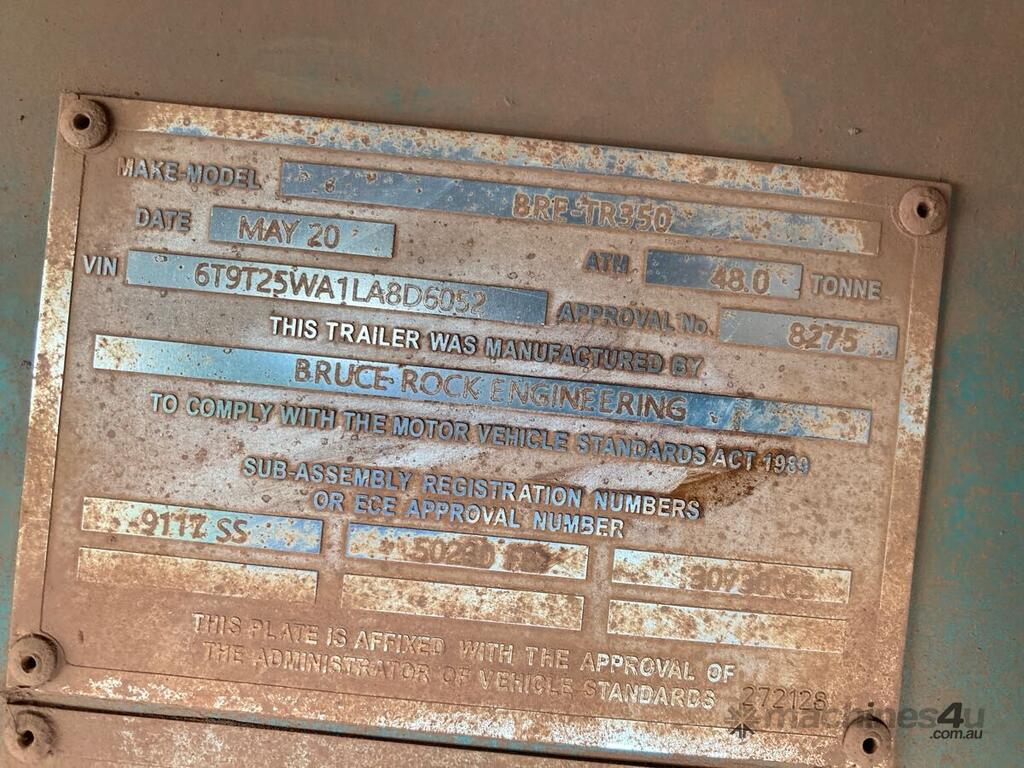 MAKE-MODEL BRE-TR350
DATE MAY 20 ATM 48.0 TONNE
VIN 6T9T25WA1LA8D6052 APPROVAL No. 8275
THIS TRAILER WAS MANUFACTURED BY
BRUCE ROCK ENGINEERING
TO COMPLY WITH THE MOTOR VEHICLE STANDARDS ACT 1989
SUB-ASSEMBLY REGISTRATION NUMBERS
OR ECE APPROVAL NUMBER
9117 SS
THIS PLATE IS AFFIXED WITH THE APPROVAL OF
THE ADMINISTRATOR OF VEHICLE STANDARDS 272128
machines4u
.com.au